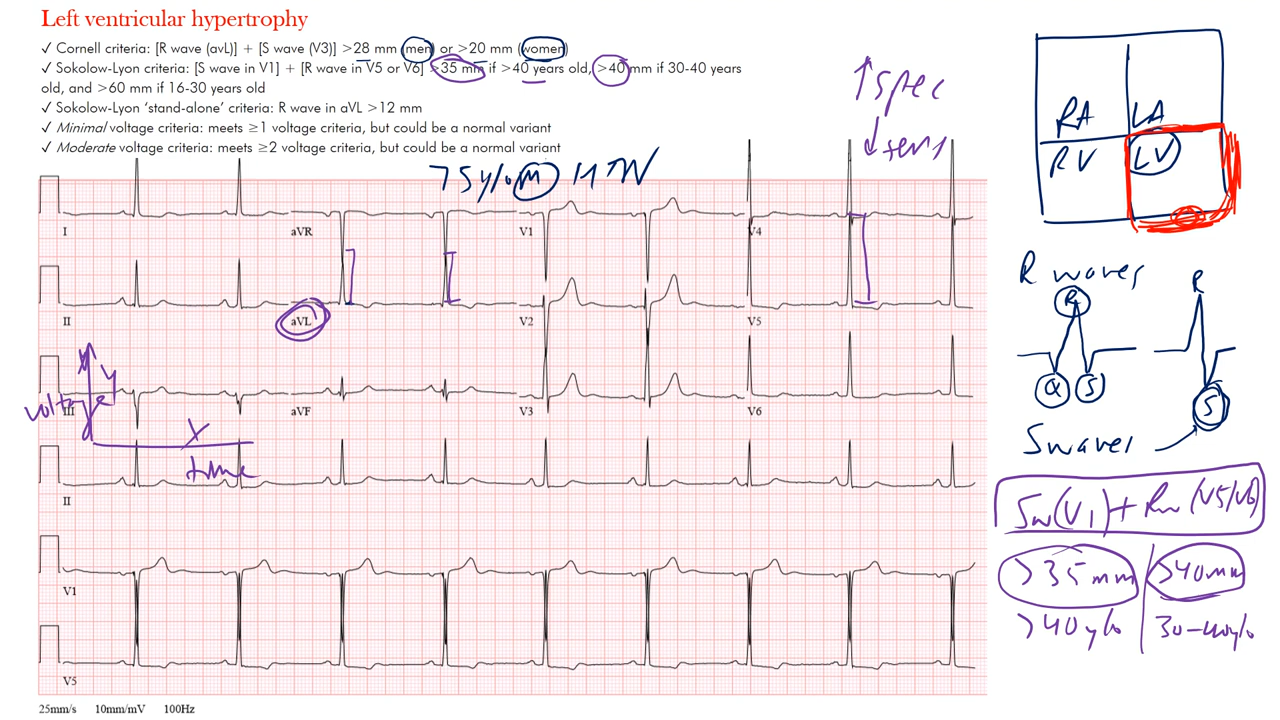 Left ventricular hypertrophy
✓ Cornell criteria: [R wave (avL)] + [S wave (V3)] >28 mm (men) or >20 mm (women)
✓ Sokolow-Lyon criteria: [S wave in V1] + [R wave in V5 or V6] >35 mm if >40 years old, >40 mm if 30-40 years
old, and >60 mm if 16-30 years old
✓ Sokolow-Lyon 'stand-alone' criteria: R wave in aVL >12 mm
✓ Minimal voltage criteria: meets ≥1 voltage criteria, but could be a normal variant
✓ Moderate voltage criteria: meets ≥2 voltage criteria, but could be a normal variant
↑ spec
↓ sens
75 y/o M HTN
I aVR V1 V4
II aVL V2 V5
III aVF V3 V6
II
V1
V5
voltage y
x
time
25mm/s 10mm/mV 100Hz
RA LA
RV LV
R waves
R R
Q S S
S waves
Sw(V1) + Rw (V5/V6)
>35mm >40mm
>40 y/o 30-40y/o